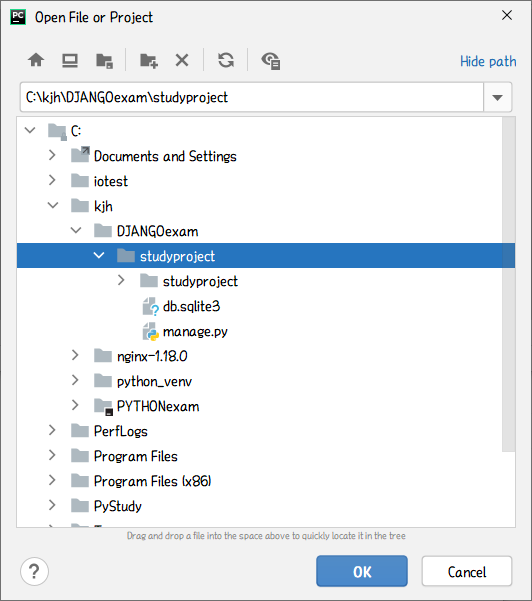 PC Open File or Project
Hide path
C:\kjh\DJANGOexam\studyproject
C:
Documents and Settings
iotest
kjh
DJANGOexam
studyproject
studyproject
db.sqlite3
manage.py
nginx-1.18.0
python_venv
PYTHONexam
PerfLogs
Program Files
Program Files (x86)
PyStudy
Drag and drop a file into the space above to quickly locate it in the tree
? OK Cancel